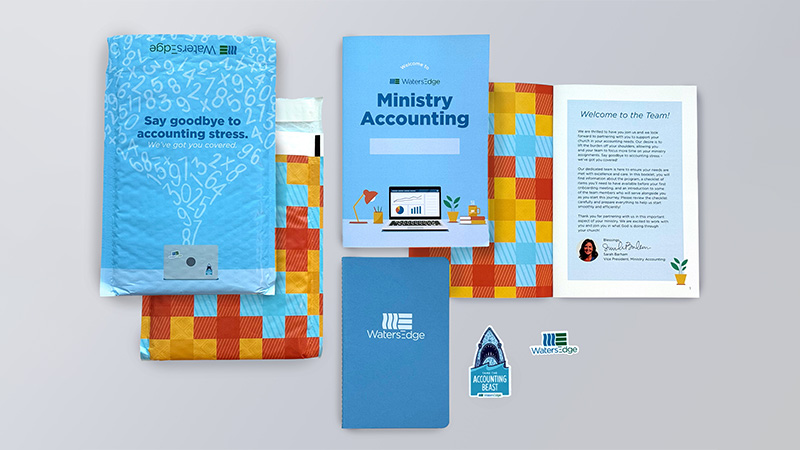 WatersEdge
Say goodbye to
accounting stress.
We've got you covered.
Welcome to
WatersEdge
Ministry
Accounting
Welcome to the Team!
We are thrilled to have you join us and we look
forward to partnering with you to support your
church in your accounting needs. Our desire is to
lift the burden off your shoulders, allowing you
and your team to focus more time on your ministry
assignments. Say goodbye to accounting stress –
we've got you covered!
Our dedicated team is here to ensure your needs are
met with excellence and care. In this booklet, you will
find information about the program, a checklist of
items you'll need to have available before your first
onboarding meeting, and an introduction to some
of the team members who will serve alongside you
as you start your journey. Please review the checklist
carefully and prepare everything to help us start
smoothly and efficiently!
Thank you for partnering with us in this important
aspect of your ministry. We are excited to work with
you and join you in what God is doing through
your church!
Blessings,
Sarah Barham
Vice President, Ministry Accounting
WatersEdge
TAME THE
ACCOUNTING
BEAST
WatersEdge
WatersEdge